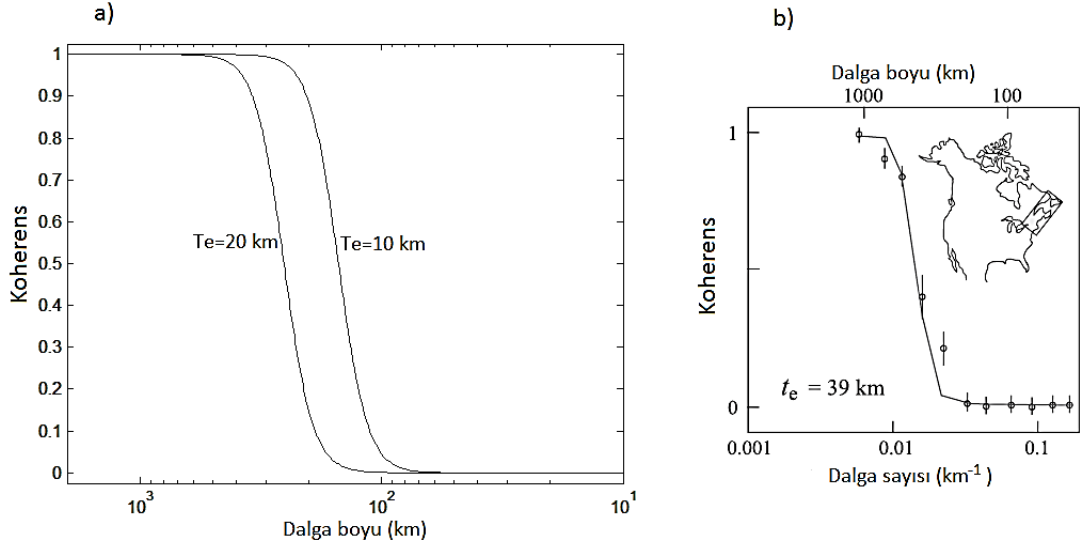 a)
1
0.9
0.8
0.7
0.6
0.5
0.4
0.3
0.2
0.1
0
Koherens
Te=20 km
Te=10 km
10³
10²
10¹
Dalga boyu (km)
b)
Dalga boyu (km)
1000
100
1
0
Koherens
tₑ = 39 km
0.001
0.01
0.1
Dalga sayısı (km⁻¹)